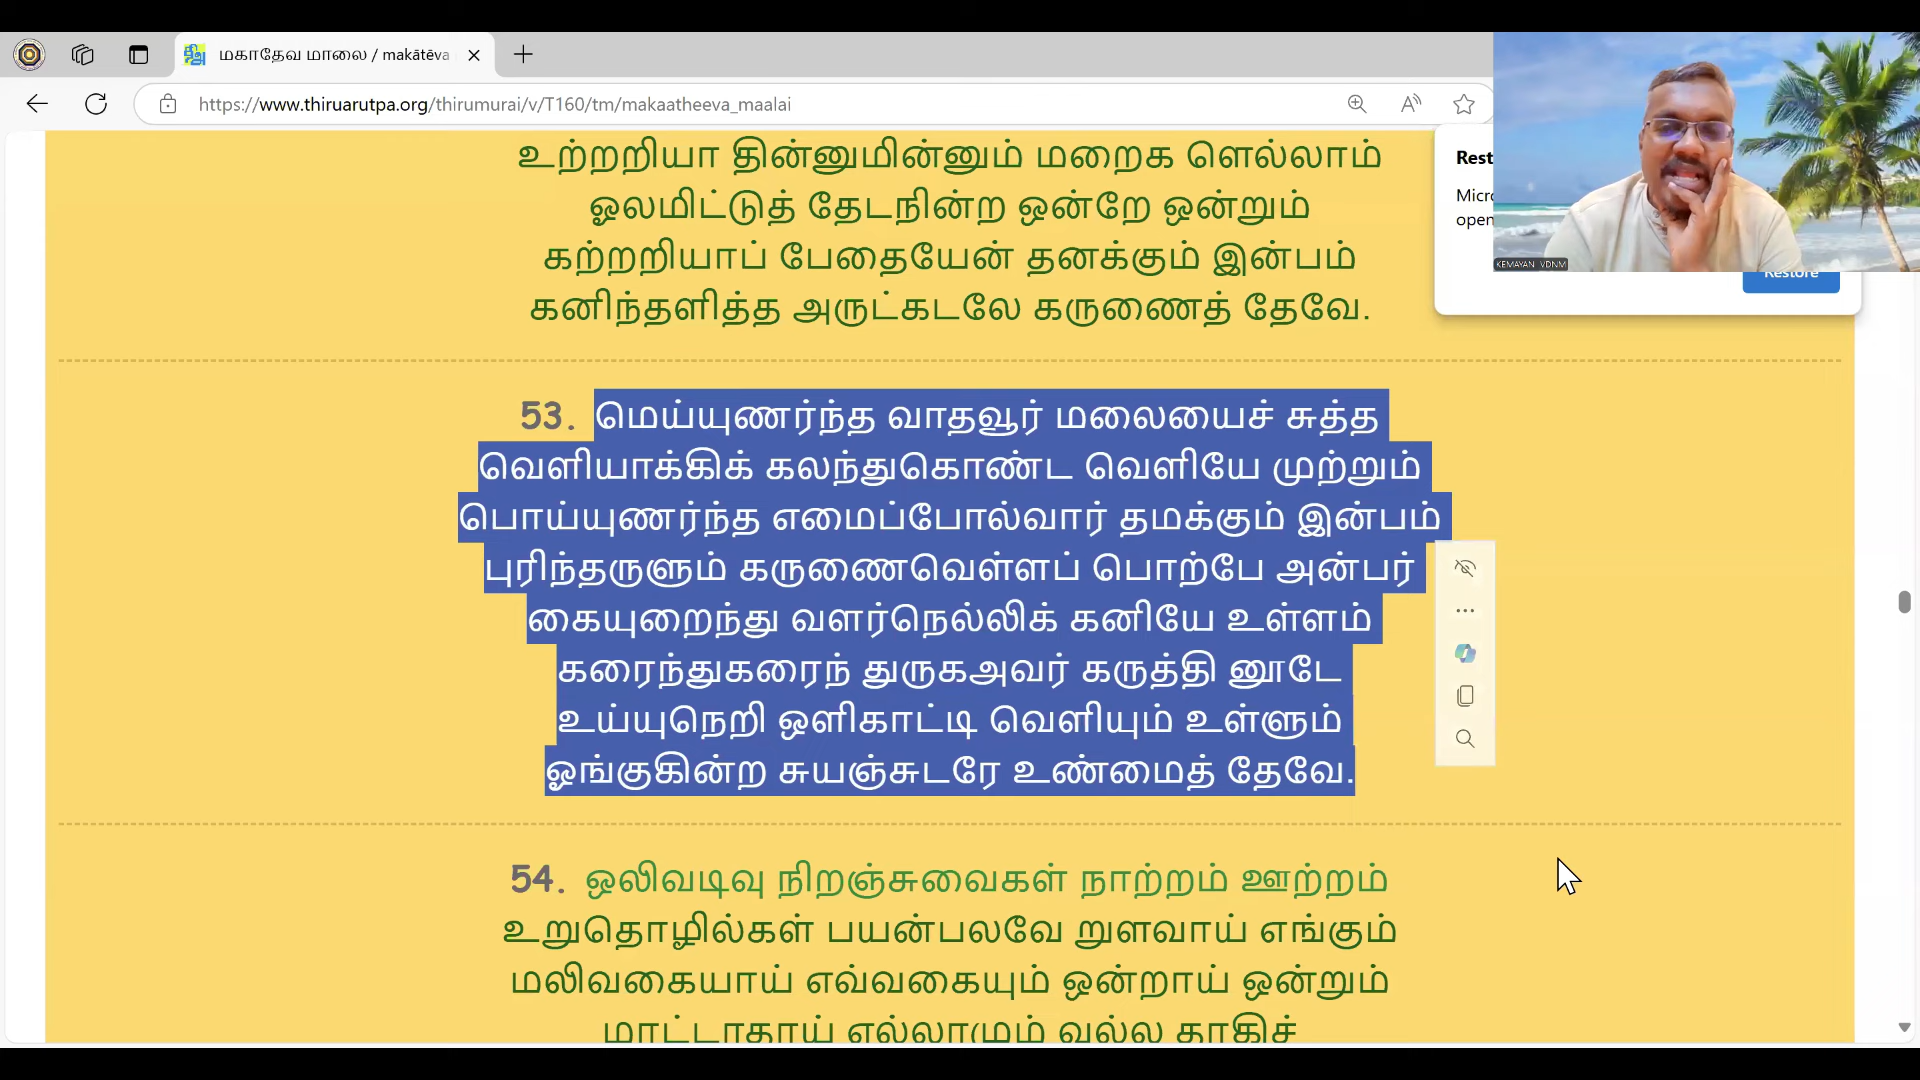 மகாதேவ மாலை / makātēva
https://www.thiruarutpa.org/thirumurai/v/T160/tm/makaatheeva_maalai
Rest
Micro
open
Restore
KEMAYAN VDNM
உற்றறியா தின்னுமின்னும் மறைக ளெல்லாம்
ஓலமிட்டுத் தேடநின்ற ஒன்றே ஒன்றும்
கற்றறியாப் பேதையேன் தனக்கும் இன்பம்
கனிந்தளித்த அருட்கடலே கருணைத் தேவே.
53. மெய்யுணர்ந்த வாதவூர் மலையைச் சுத்த
வெளியாக்கிக் கலந்துகொண்ட வெளியே முற்றும்
பொய்யுணர்ந்த எமைப்போல்வார் தமக்கும் இன்பம்
புரிந்தருளும் கருணைவெள்ளப் பொற்பே அன்பர்
கையுறைந்து வளர்நெல்லிக் கனியே உள்ளம்
கரைந்துகரைந் துருகஅவர் கருத்தி னூடே
உய்யுநெறி ஒளிகாட்டி வெளியும் உள்ளும்
ஓங்குகின்ற சுயஞ்சுடரே உண்மைத் தேவே.
54. ஒலிவடிவு நிறஞ்சுவைகள் நாற்றம் ஊற்றம்
உறுதொழில்கள் பயன்பலவே றுளவாய் எங்கும்
மலிவகையாய் எவ்வகையும் ஒன்றாய் ஒன்றும்
மாட்டாதாய் எல்லாமும் வல்ல தாகிச்